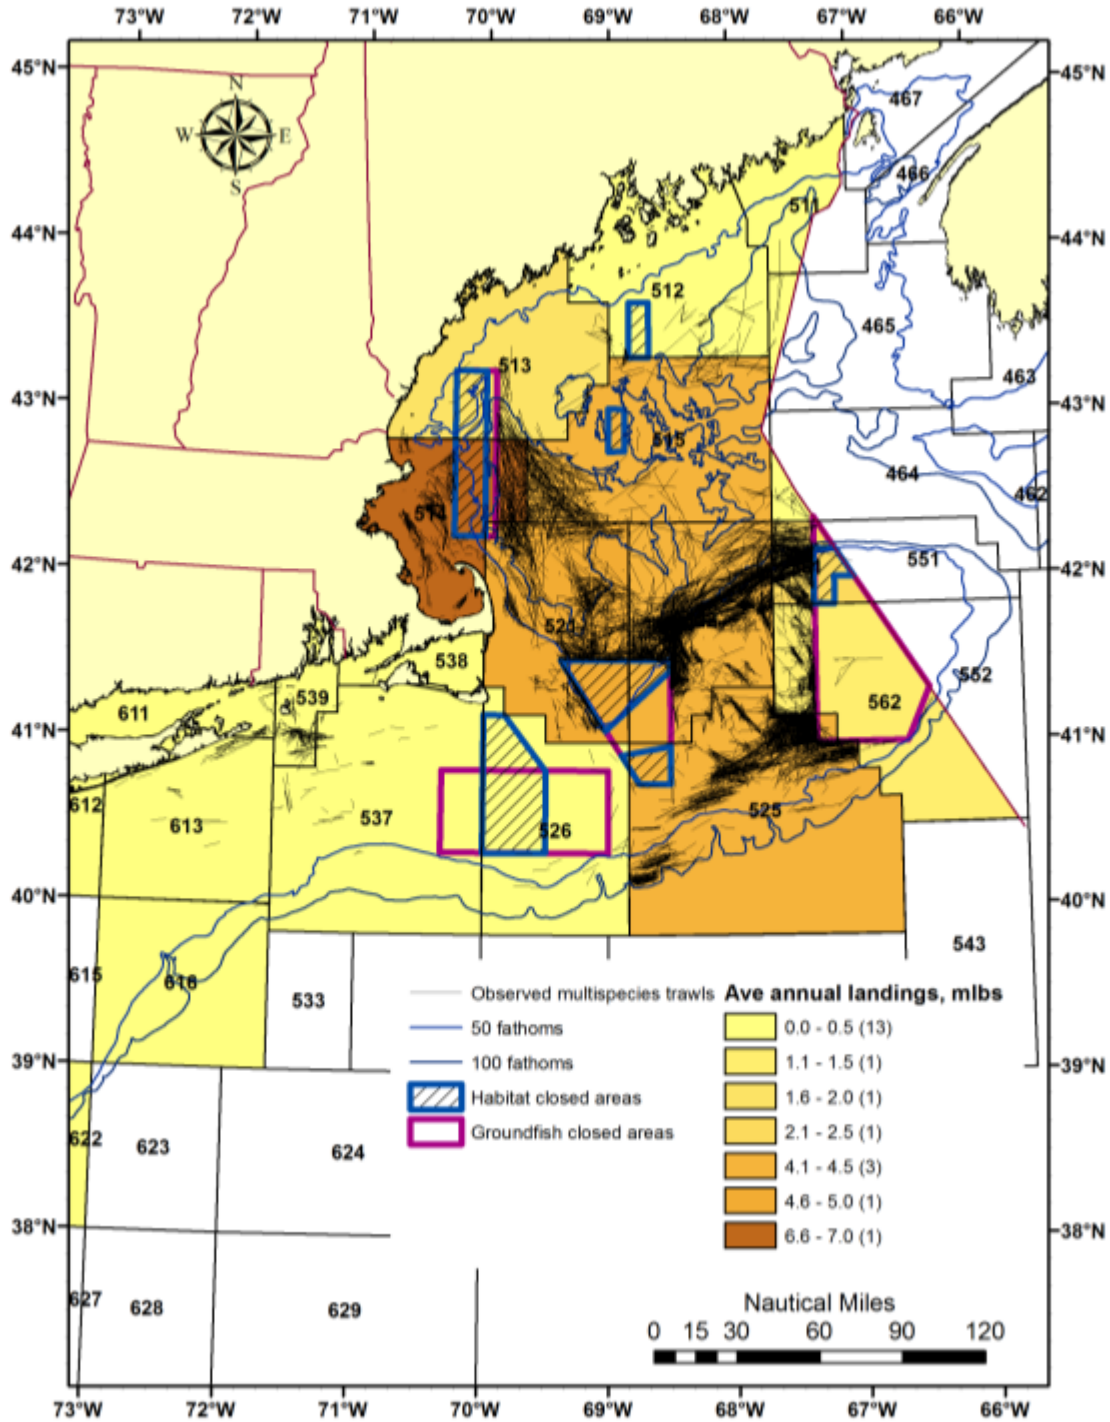 73°W 72°W 71°W 70°W 69°W 68°W 67°W 66°W
45°N 45°N
N
W E
S
467
466
511
44°N 44°N
512
465
513
463
43°N 43°N
515
464
462
514
42°N 551 42°N
521
538
552
539
562
611
41°N 41°N
612
613 537 526 525
40°N 40°N
543
615
616
533
Observed multispecies trawls
50 fathoms
100 fathoms
Habitat closed areas
Groundfish closed areas
Ave annual landings, mlbs
0.0 - 0.5 (13)
1.1 - 1.5 (1)
1.6 - 2.0 (1)
2.1 - 2.5 (1)
4.1 - 4.5 (3)
4.6 - 5.0 (1)
6.6 - 7.0 (1)
39°N 39°N
622 623 624
38°N 38°N
627 628 629
Nautical Miles
0 15 30 60 90 120
73°W 72°W 71°W 70°W 69°W 68°W 67°W 66°W